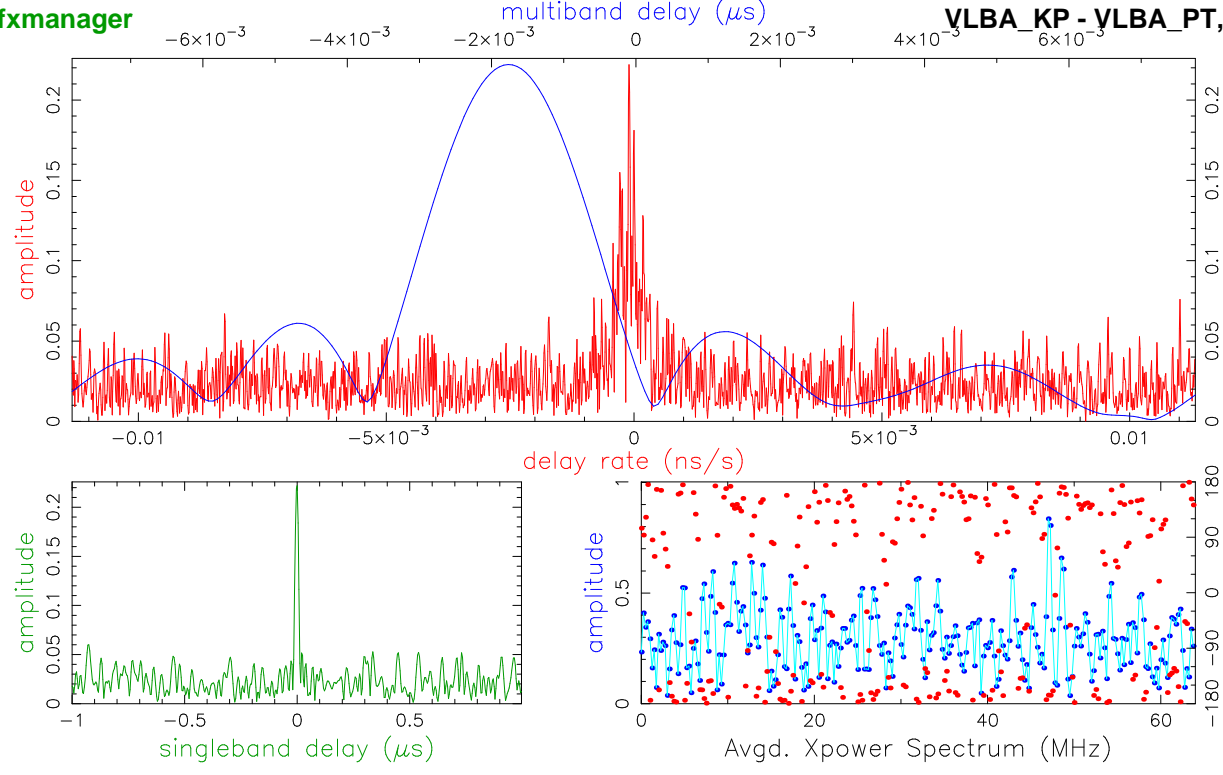 fxmanager
multiband delay (μs)
VLBA_KP - VLBA_PT,
−6×10⁻³ −4×10⁻³ −2×10⁻³ 0 2×10⁻³ 4×10⁻³ 6×10⁻³
amplitude
0 0.05 0.1 0.15 0.2
0 0.05 0.1 0.15 0.2
−0.01 −5×10⁻³ 0 5×10⁻³ 0.01
delay rate (ns/s)
amplitude
0 0.05 0.1 0.15 0.2
−1 −0.5 0 0.5
singleband delay (μs)
amplitude
0 0.5 1
−180 −90 0 90 180
0 20 40 60
Avgd. Xpower Spectrum (MHz)